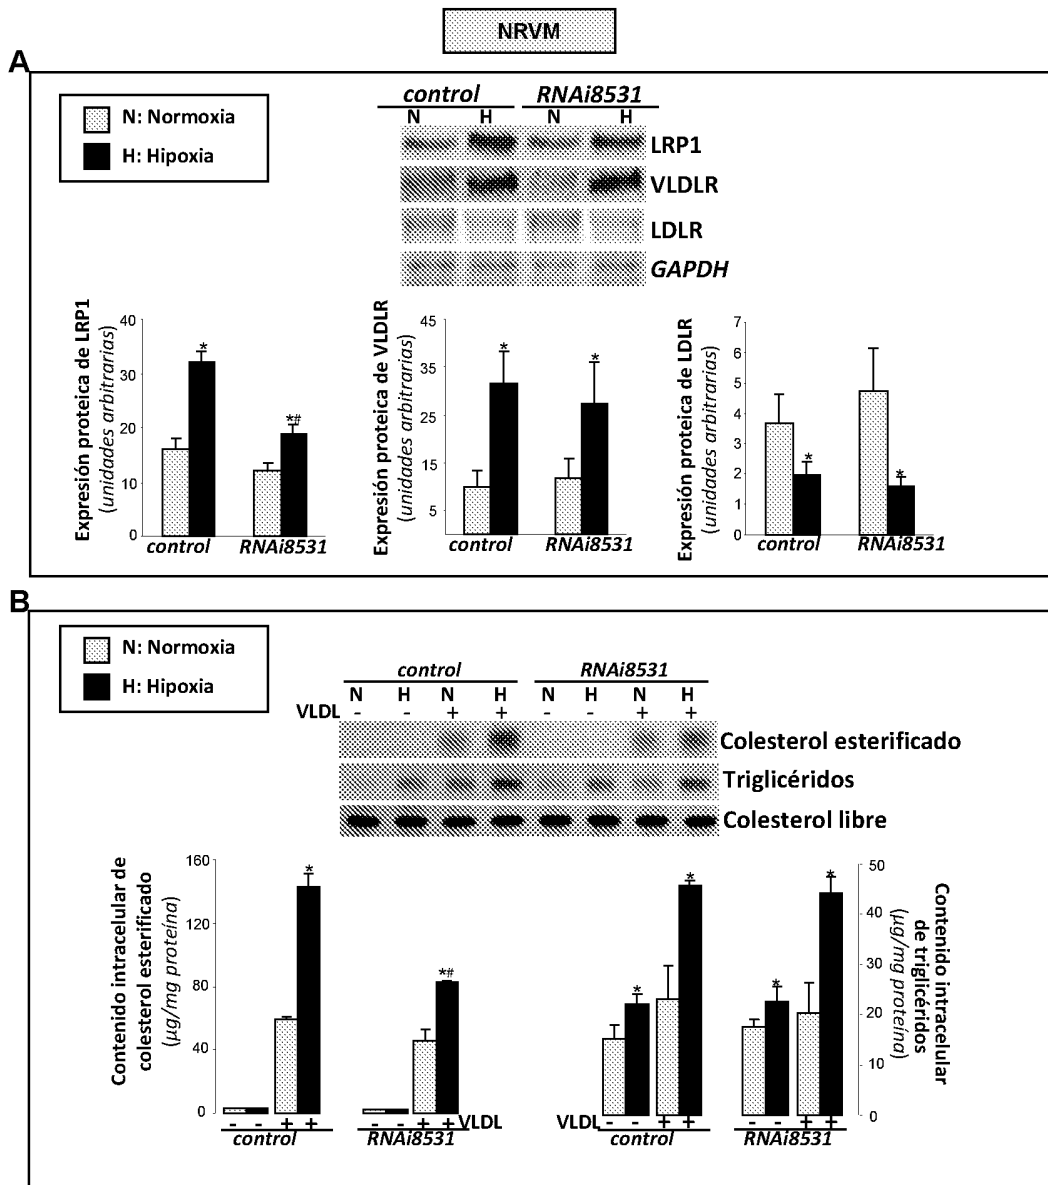 NRVM
A
N: Normoxia
H: Hipoxia
control RNAi8531
N H N H
LRP1
VLDLR
LDLR
GAPDH
Expresión proteica de LRP1
(unidades arbitrarias)
40
30
20
10
0
*
*#
control RNAi8531
Expresión proteica de VLDLR
(unidades arbitrarias)
45
35
25
15
5
*
*
control RNAi8531
Expresión proteica de LDLR
(unidades arbitrarias)
7
6
5
4
3
2
1
0
*
*
control RNAi8531
B
N: Normoxia
H: Hipoxia
control RNAi8531
N H N H N H N H
VLDL - - + + - - + +
Colesterol esterificado
Triglicéridos
Colesterol libre
Contenido intracelular de
colesterol esterificado
(µg/mg proteína)
160
120
80
40
0
*
*#
- - + + - - + + VLDL
control RNAi8531
* * * *
VLDL - - + + - - + +
control RNAi8531
50
40
30
20
10
0
Contenido intracelular
de triglicéridos
(µg/mg proteína)